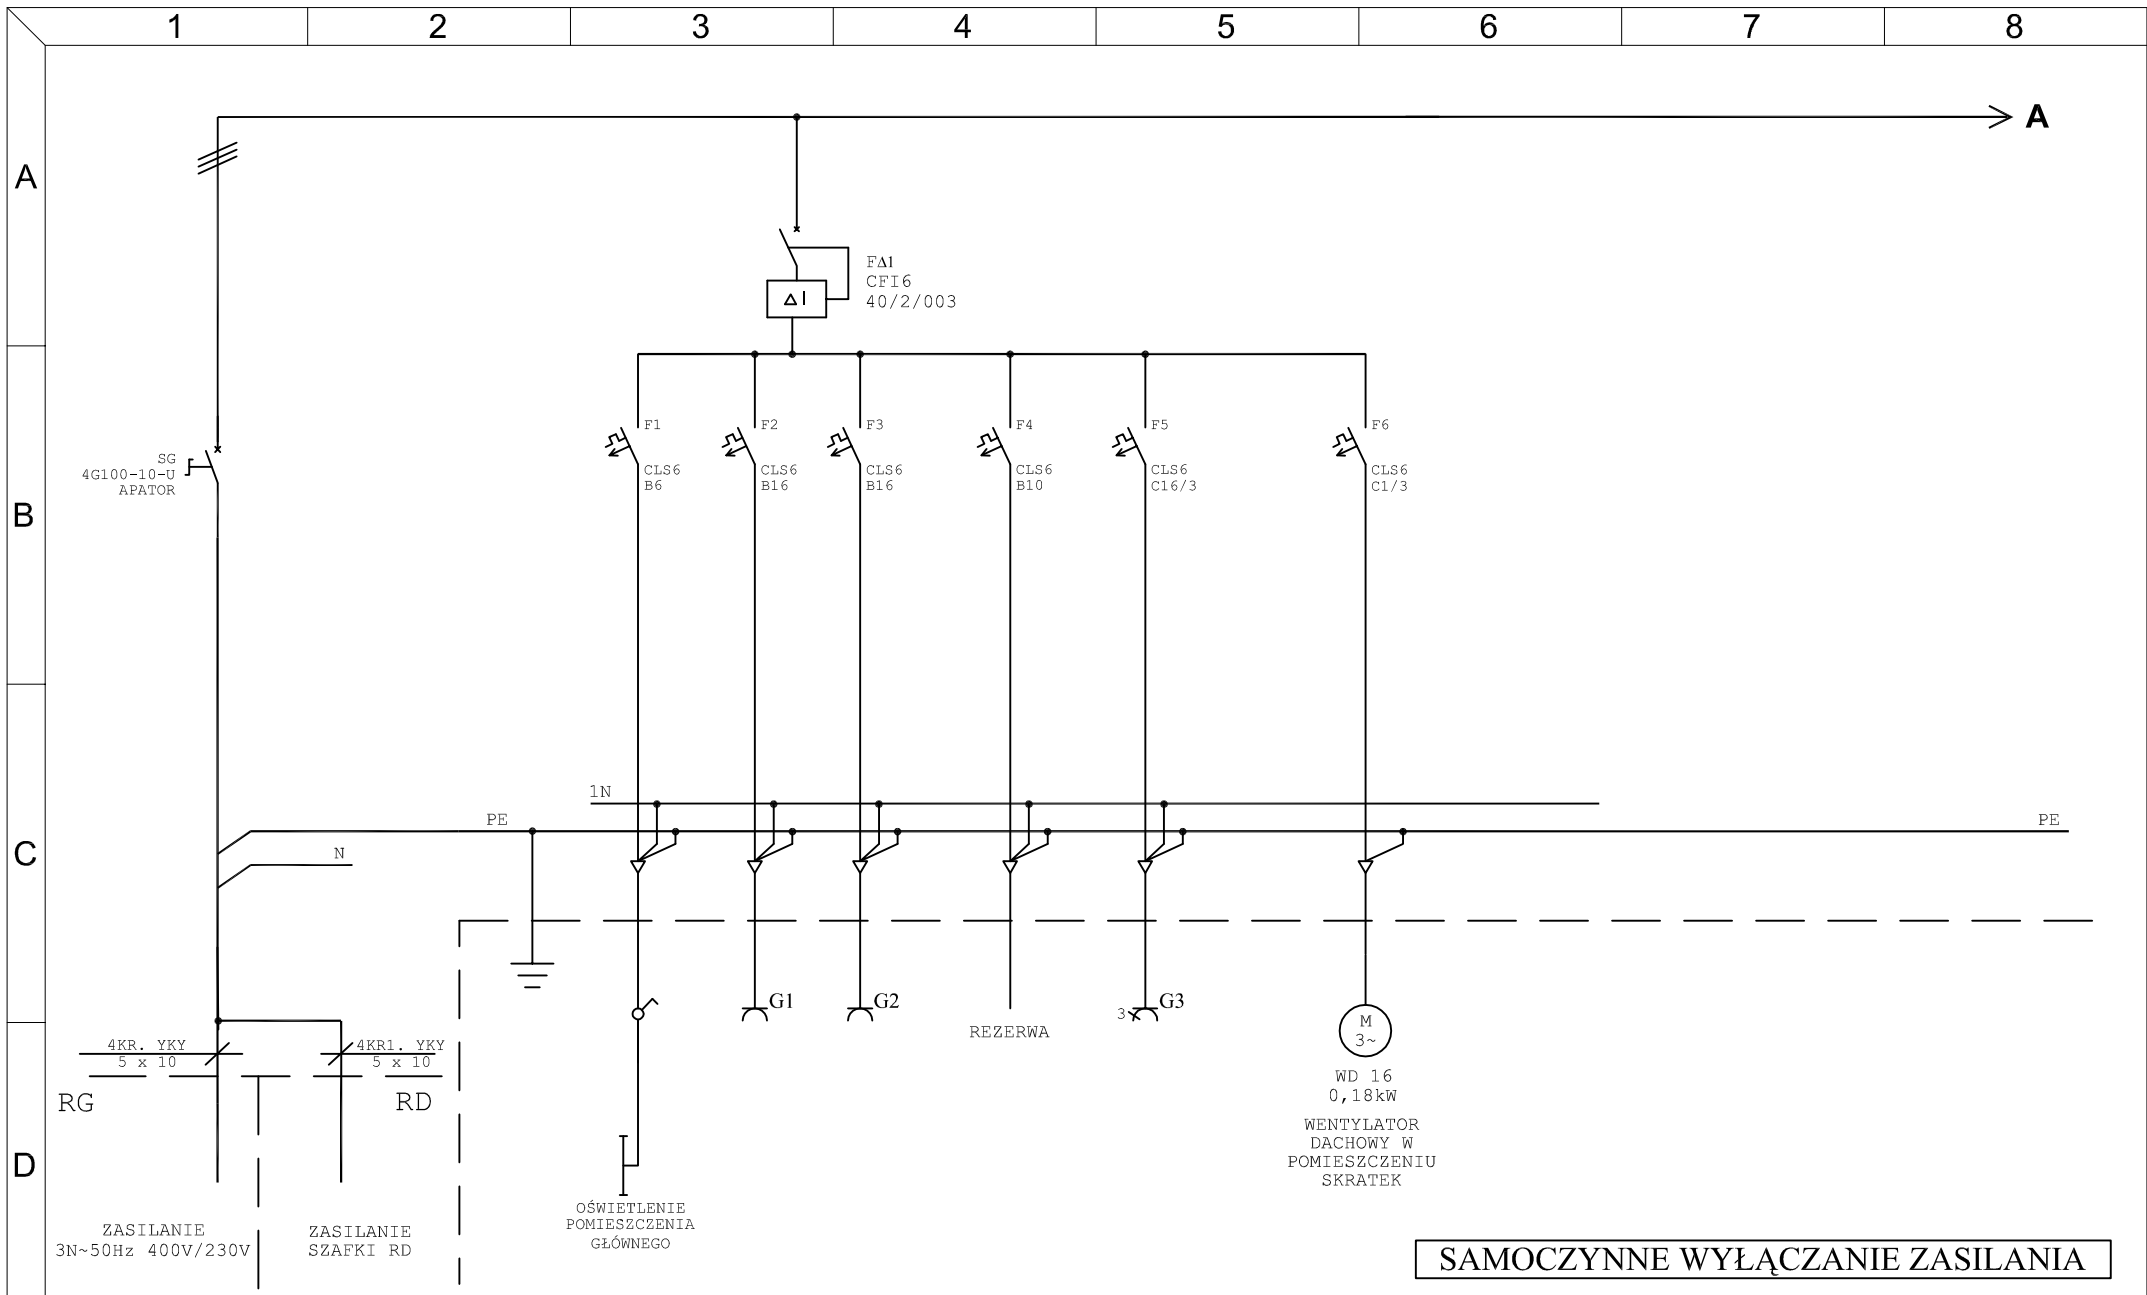 1 2 3 4 5 6 7 8
A
A
FΔ1
CFI6
40/2/003
Δ I
B
F1
CLS6
B6
F2
CLS6
B16
F3
CLS6
B16
F4
CLS6
B10
F5
CLS6
C16/3
F6
CLS6
C1/3
SG
4G100-10-U
APATOR
C
1N
PE
PE
N
G1
G2
REZERWA
3
G3
M
3~
WD 16
0,18kW
WENTYLATOR
DACHOWY W
POMIESZCZENIU
SKRATEK
D
4KR. YKY
5 x 10
4KR1. YKY
5 x 10
RG
RD
ZASILANIE
3N~50Hz 400V/230V
ZASILANIE
SZAFKI RD
OŚWIETLENIE
POMIESZCZENIA
GŁÓWNEGO
SAMOCZYNNE WYŁĄCZANIE ZASILANIA